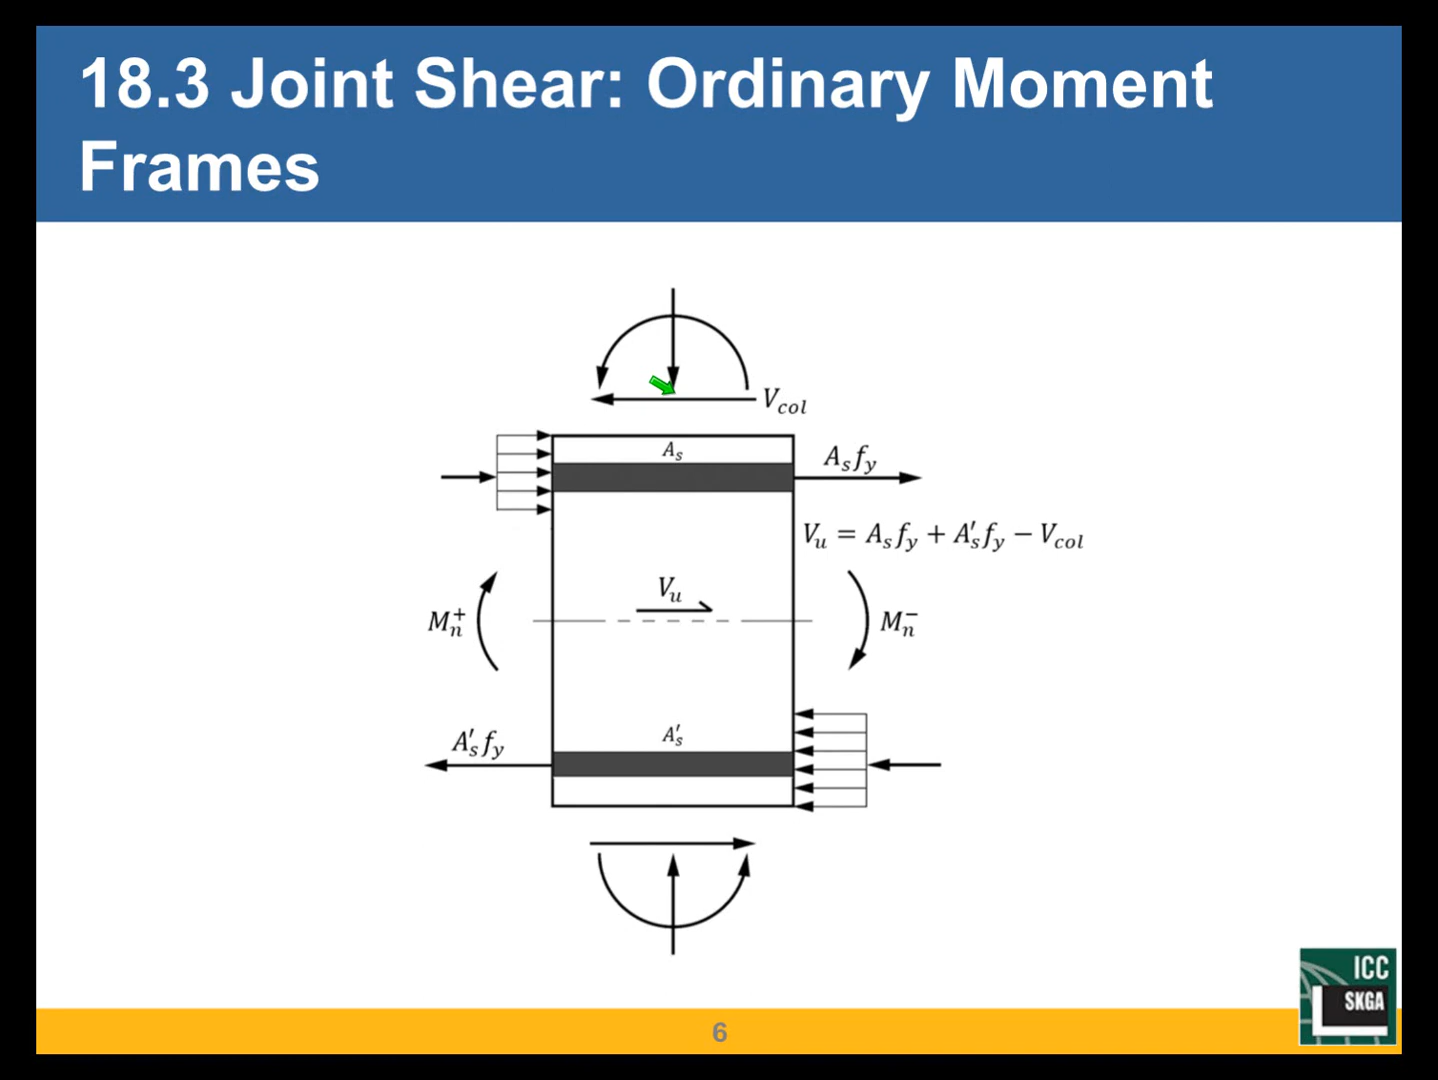 18.3 Joint Shear: Ordinary Moment
Frames
V_col
A_s
A_s f_y
V_u = A_s f_y + A'_s f_y − V_col
V_u
M_n^+
M_n^−
A'_s f_y
A'_s
ICC
SKGA
6